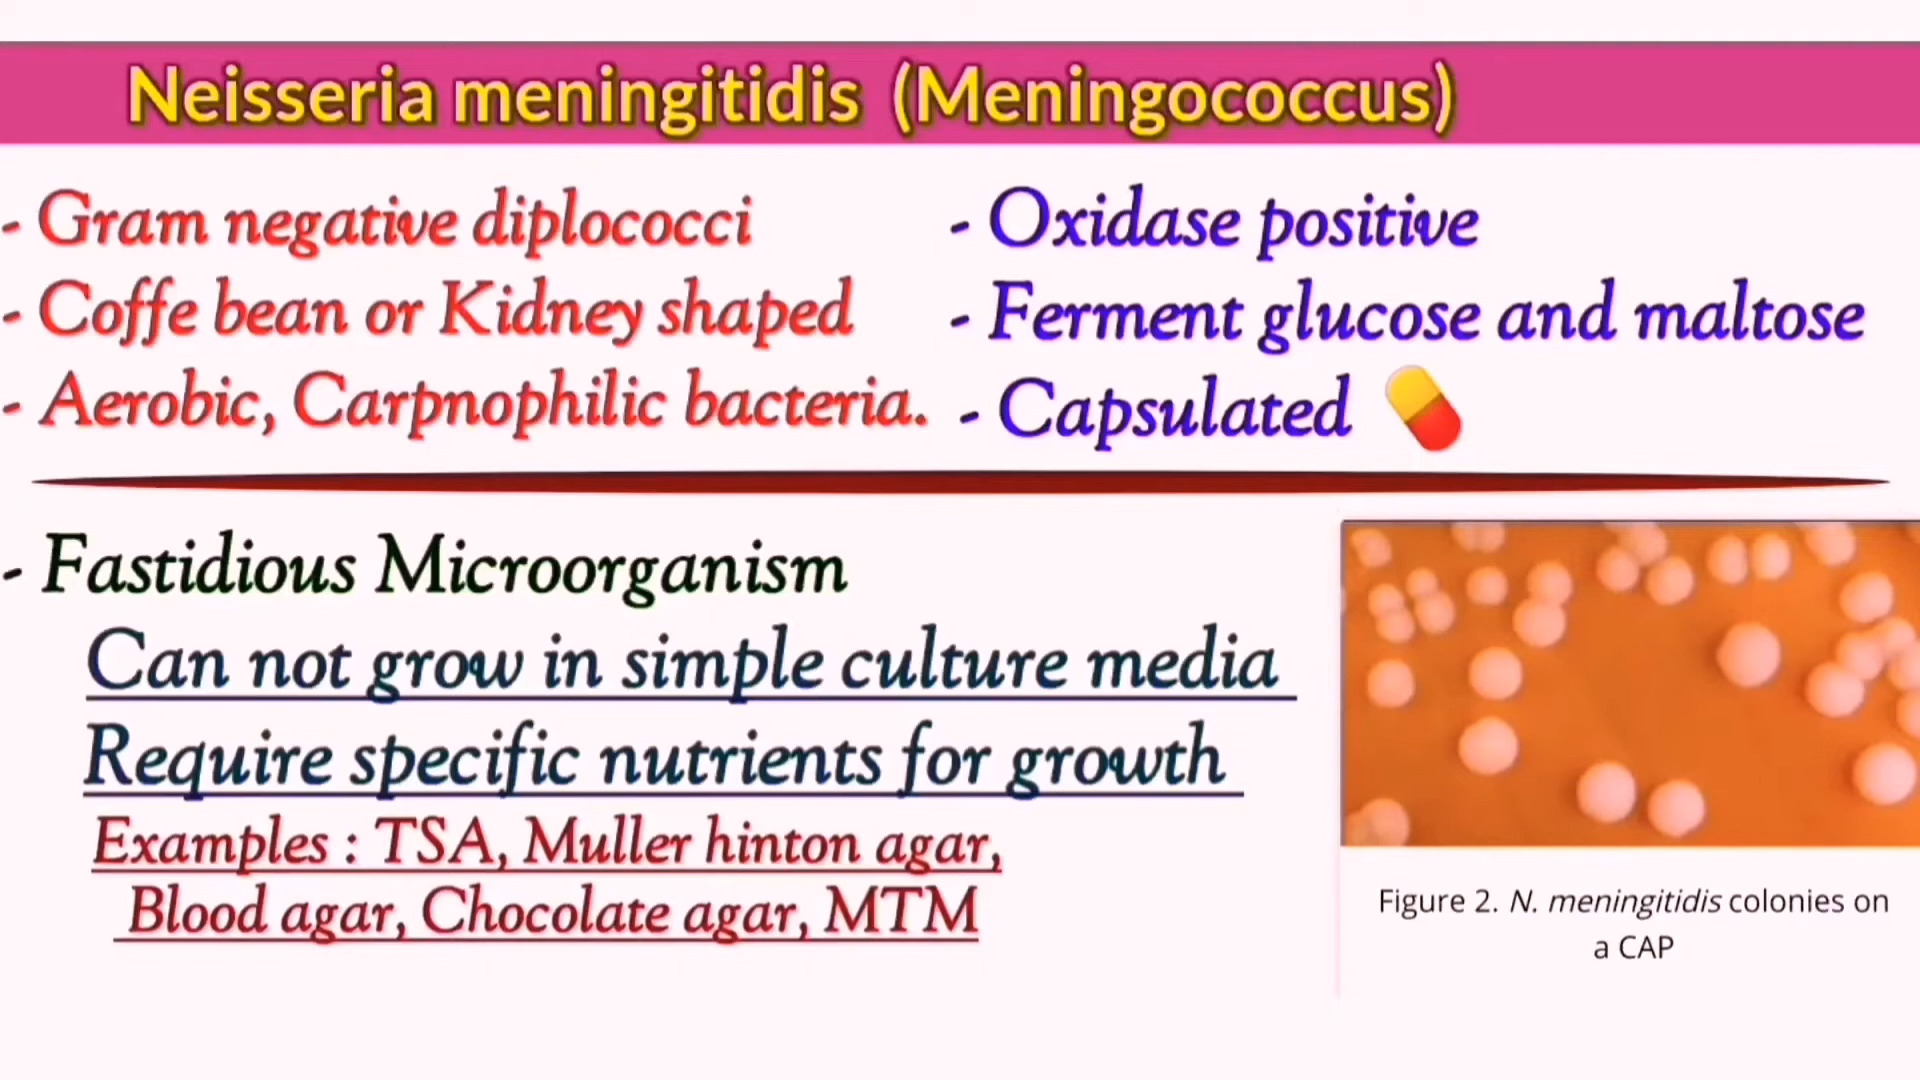 Neisseria meningitidis (Meningococcus)
- Gram negative diplococci
- Coffe bean or Kidney shaped
- Aerobic, Carpnophilic bacteria.
- Oxidase positive
- Ferment glucose and maltose
- Capsulated
- Fastidious Microorganism
Can not grow in simple culture media
Require specific nutrients for growth
Examples : TSA, Muller hinton agar,
Blood agar, Chocolate agar, MTM
Figure 2. N. meningitidis colonies on
a CAP